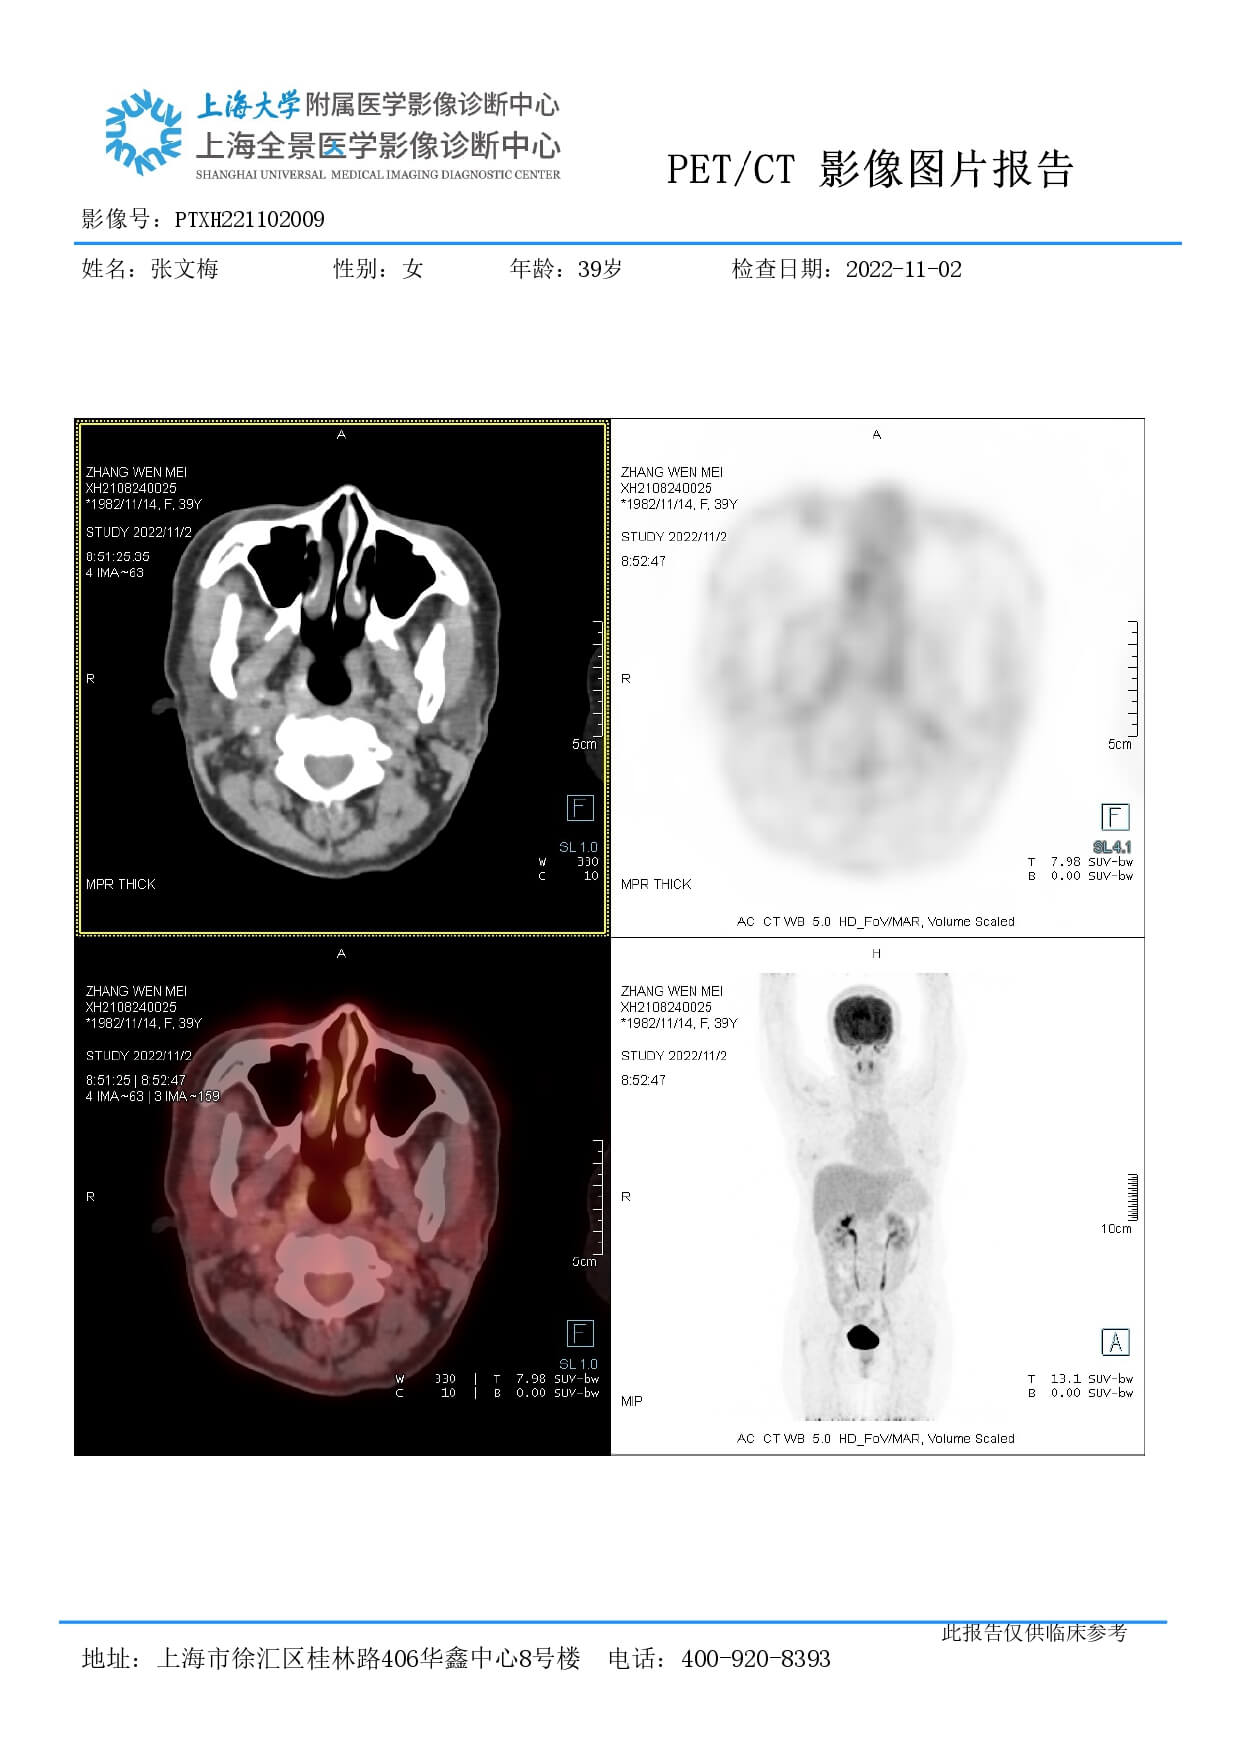 上海大学附属医学影像诊断中心
上海全景医学影像诊断中心
SHANGHAI UNIVERSAL MEDICAL IMAGING DIAGNOSTIC CENTER
PET/CT 影像图片报告
影像号：PTXH221102009
姓名：张文梅 性别：女 年龄：39岁 检查日期：2022-11-02
A
ZHANG WEN MEI
XH2108240025
*1982/11/14, F, 39Y
STUDY 2022/11/2
8:51:25.35
4 IMA~63
R
5cm
F
SL 1.0
W 330
C 10
MPR THICK
A
ZHANG WEN MEI
XH2108240025
*1982/11/14, F, 39Y
STUDY 2022/11/2
8:52:47
R
5cm
F
SL4.1
T 7.98 SUV-bw
B 0.00 SUV-bw
MPR THICK
AC CT WB 5.0 HD_FoV/MAR, Volume Scaled
A
ZHANG WEN MEI
XH2108240025
*1982/11/14, F, 39Y
STUDY 2022/11/2
8:51:25 | 8:52:47
4 IMA~63 | 3 IMA~159
R
5cm
F
SL 1.0
W 330 | T 7.98 SUV-bw
C 10 | B 0.00 SUV-bw
H
ZHANG WEN MEI
XH2108240025
*1982/11/14, F, 39Y
STUDY 2022/11/2
8:52:47
R
10cm
A
T 13.1 SUV-bw
B 0.00 SUV-bw
MIP
AC CT WB 5.0 HD_FoV/MAR, Volume Scaled
此报告仅供临床参考
地址：上海市徐汇区桂林路406华鑫中心8号楼 电话：400-920-8393